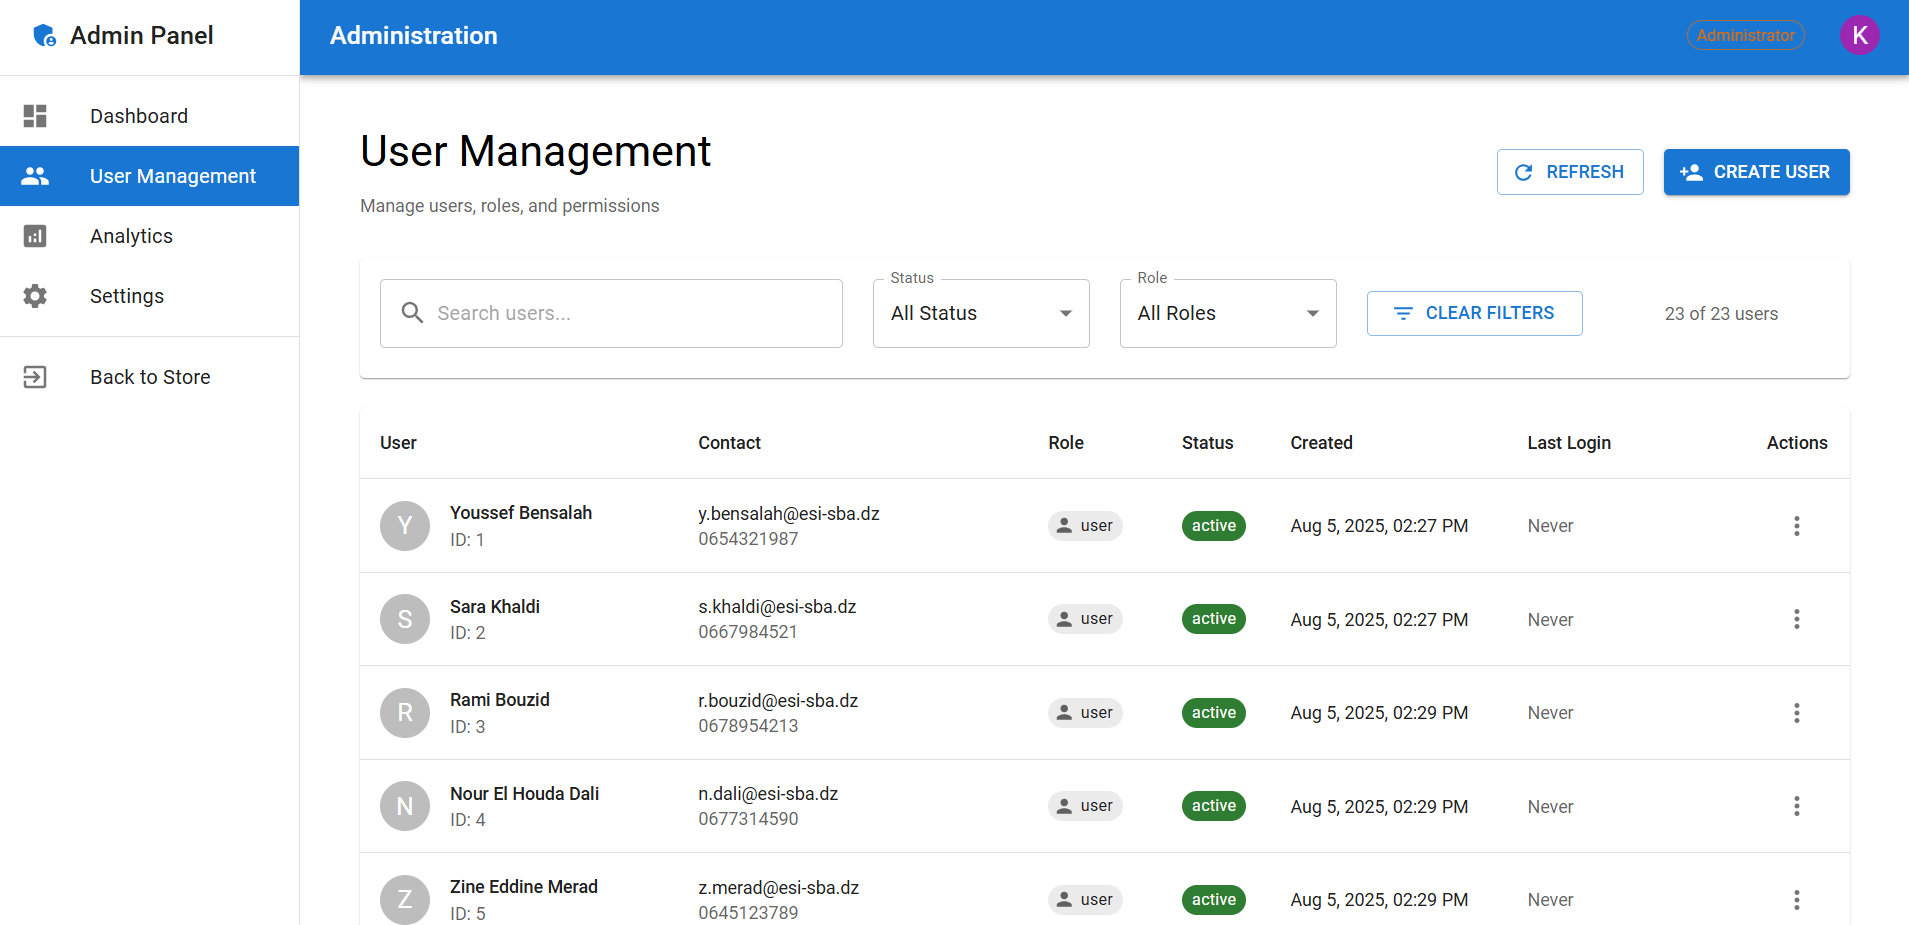 Admin Panel
Administration
Administrator
K
Dashboard
User Management
Analytics
Settings
Back to Store
User Management
Manage users, roles, and permissions
REFRESH
CREATE USER
Search users...
Status
All Status
Role
All Roles
CLEAR FILTERS
23 of 23 users
User Contact Role Status Created Last Login Actions
Y
Youssef Bensalah
ID: 1
y.bensalah@esi-sba.dz
0654321987
user
active
Aug 5, 2025, 02:27 PM
Never
S
Sara Khaldi
ID: 2
s.khaldi@esi-sba.dz
0667984521
user
active
Aug 5, 2025, 02:27 PM
Never
R
Rami Bouzid
ID: 3
r.bouzid@esi-sba.dz
0678954213
user
active
Aug 5, 2025, 02:29 PM
Never
N
Nour El Houda Dali
ID: 4
n.dali@esi-sba.dz
0677314590
user
active
Aug 5, 2025, 02:29 PM
Never
Z
Zine Eddine Merad
ID: 5
z.merad@esi-sba.dz
0645123789
user
active
Aug 5, 2025, 02:29 PM
Never